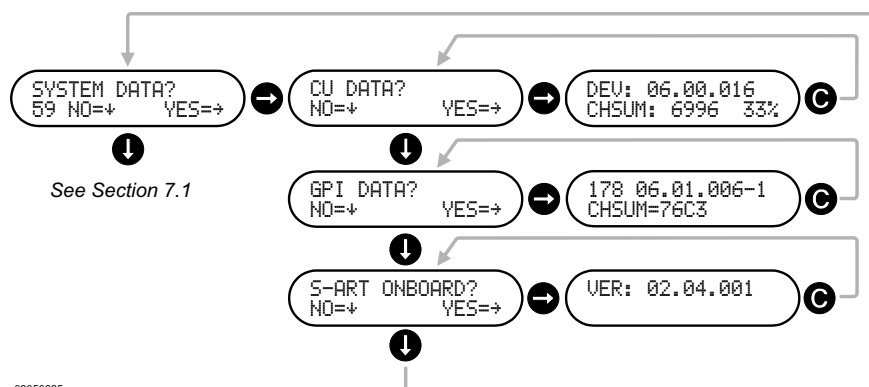 SYSTEM DATA?
59 NO=↓ YES=→
CU DATA?
NO=↓ YES=→
DEV: 06.00.016
CHSUM: 6996 33%
C
See Section 7.1
GPI DATA?
NO=↓ YES=→
178 06.01.006-1
CHSUM=76C3
C
S-ART ONBOARD?
NO=↓ YES=→
VER: 02.04.001
C